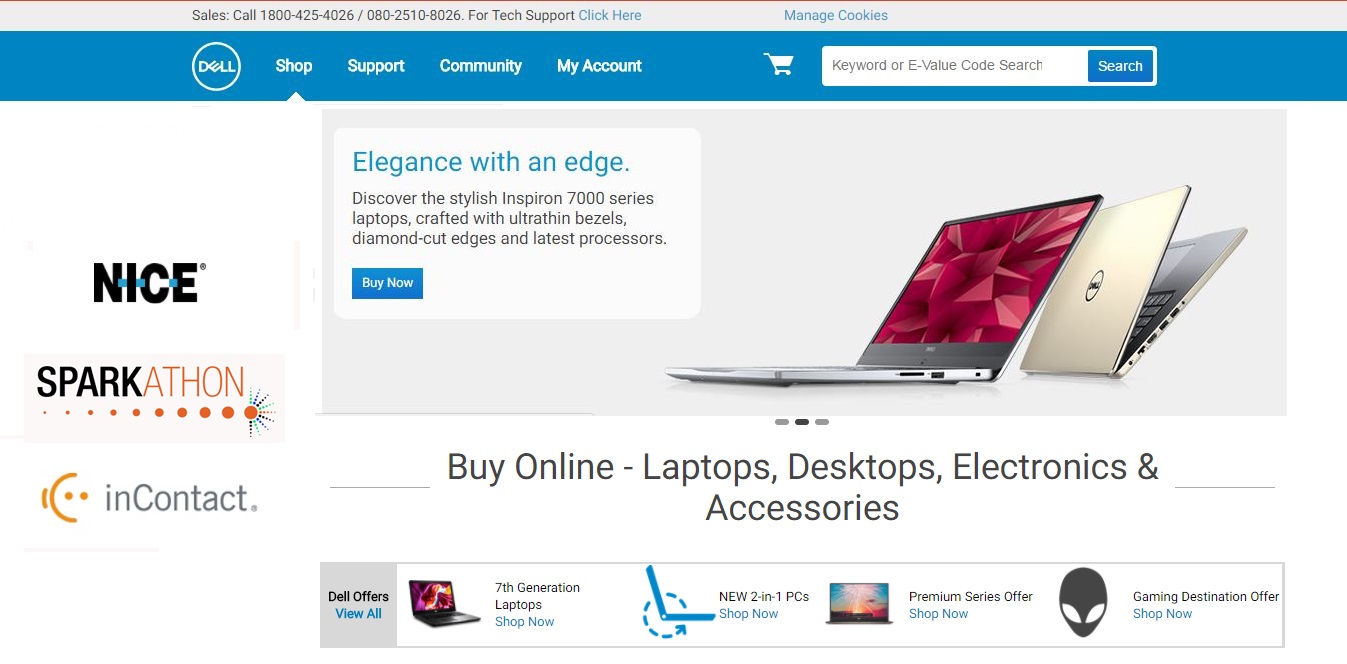 Sales: Call 1800-425-4026 / 080-2510-8026. For Tech Support Click Here
Manage Cookies
DELL
Shop
Support
Community
My Account
Keyword or E-Value Code Search
Search
Elegance with an edge.
Discover the stylish Inspiron 7000 series
laptops, crafted with ultrathin bezels,
diamond-cut edges and latest processors.
Buy Now
DELL
NICE®
SPARKATHON
inContact®
Buy Online - Laptops, Desktops, Electronics &
Accessories
Dell Offers
View All
7th Generation
Laptops
Shop Now
NEW 2-in-1 PCs
Shop Now
Premium Series Offer
Shop Now
Gaming Destination Offer
Shop Now